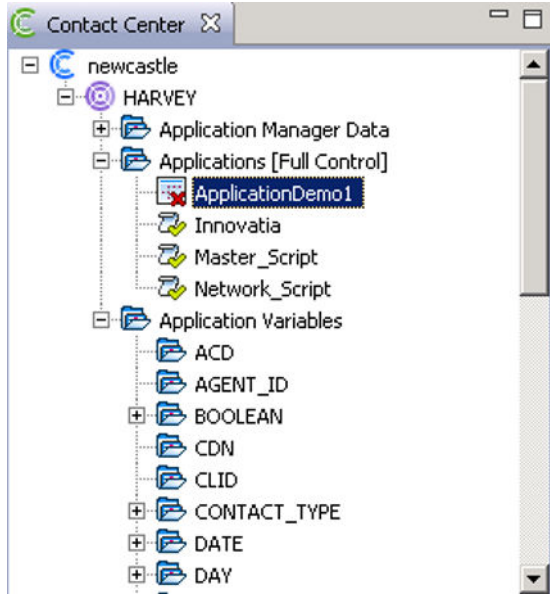 Contact Center
newcastle
HARVEY
Application Manager Data
Applications [Full Control]
ApplicationDemo1
Innovatia
Master_Script
Network_Script
Application Variables
ACD
AGENT_ID
BOOLEAN
CDN
CLID
CONTACT_TYPE
DATE
DAY